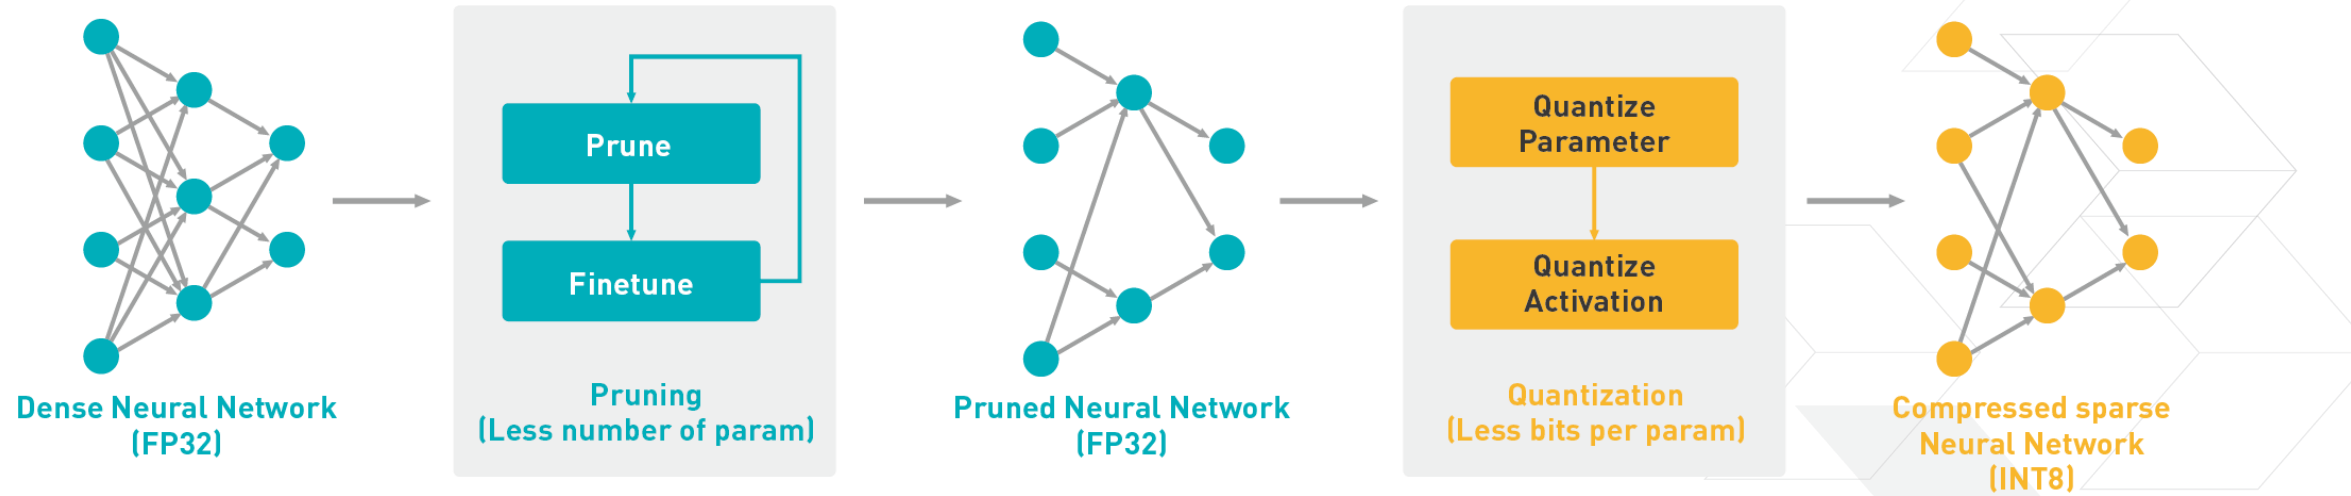 Dense Neural Network
(FP32)
Prune
Finetune
Pruning
(Less number of param)
Pruned Neural Network
(FP32)
Quantize
Parameter
Quantize
Activation
Quantization
(Less bits per param)
Compressed sparse
Neural Network
(INT8)